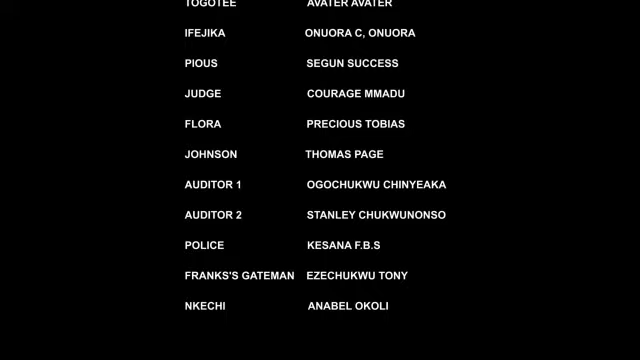 TOGOTEE AVATER AVATER
IFEJIKA ONUORA C, ONUORA
PIOUS SEGUN SUCCESS
JUDGE COURAGE MMADU
FLORA PRECIOUS TOBIAS
JOHNSON THOMAS PAGE
AUDITOR 1 OGOCHUKWU CHINYEAKA
AUDITOR 2 STANLEY CHUKWUNONSO
POLICE KESANA F.B.S
FRANKS'S GATEMAN EZECHUKWU TONY
NKECHI ANABEL OKOLI